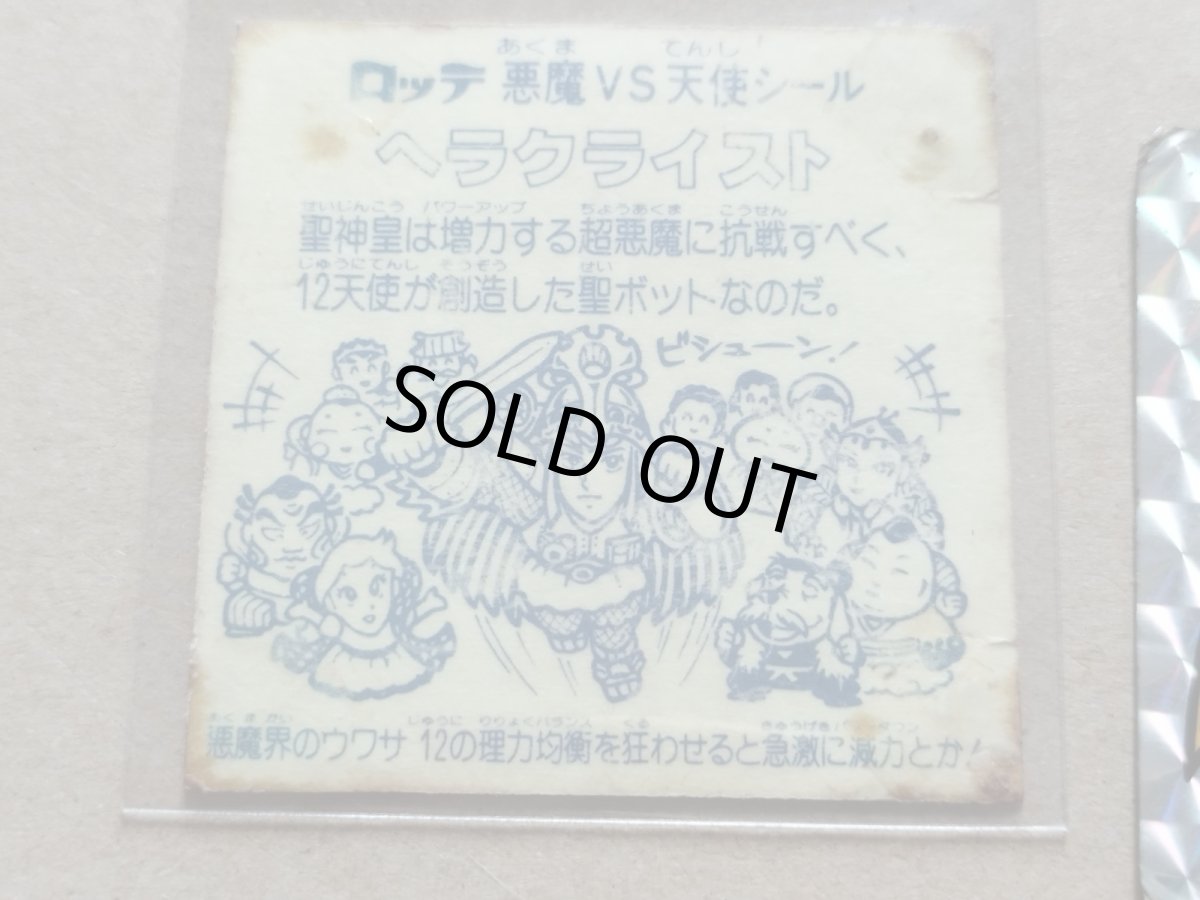 ロッテ 悪魔VS天使シール
あくま てんし
ヘラクライスト
せいじんこう パワーアップ ちょうあくま こうせん
聖神皇は増力する超悪魔に抗戦すべく、
じゅうにてんし そうぞう せい
12天使が創造した聖ボットなのだ。
ビシューン!
SOLD OUT
あくまかい じゅうに りりょくバランス くる きゅうげき パワーダウン
悪魔界のウワサ 12の理力均衡を狂わせると急激に減力とか!